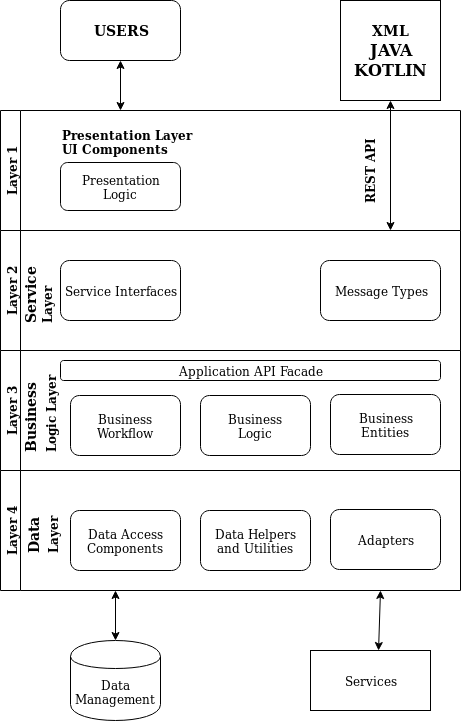 USERS
XML
JAVA
KOTLIN
Layer 1
Presentation Layer
UI Components
Presentation
Logic
REST API
Layer 2
Service
Layer
Service Interfaces
Message Types
Layer 3
Business
Logic Layer
Application API Facade
Business
Workflow
Business
Logic
Business
Entities
Layer 4
Data
Layer
Data Access
Components
Data Helpers
and Utilities
Adapters
Data
Management
Services